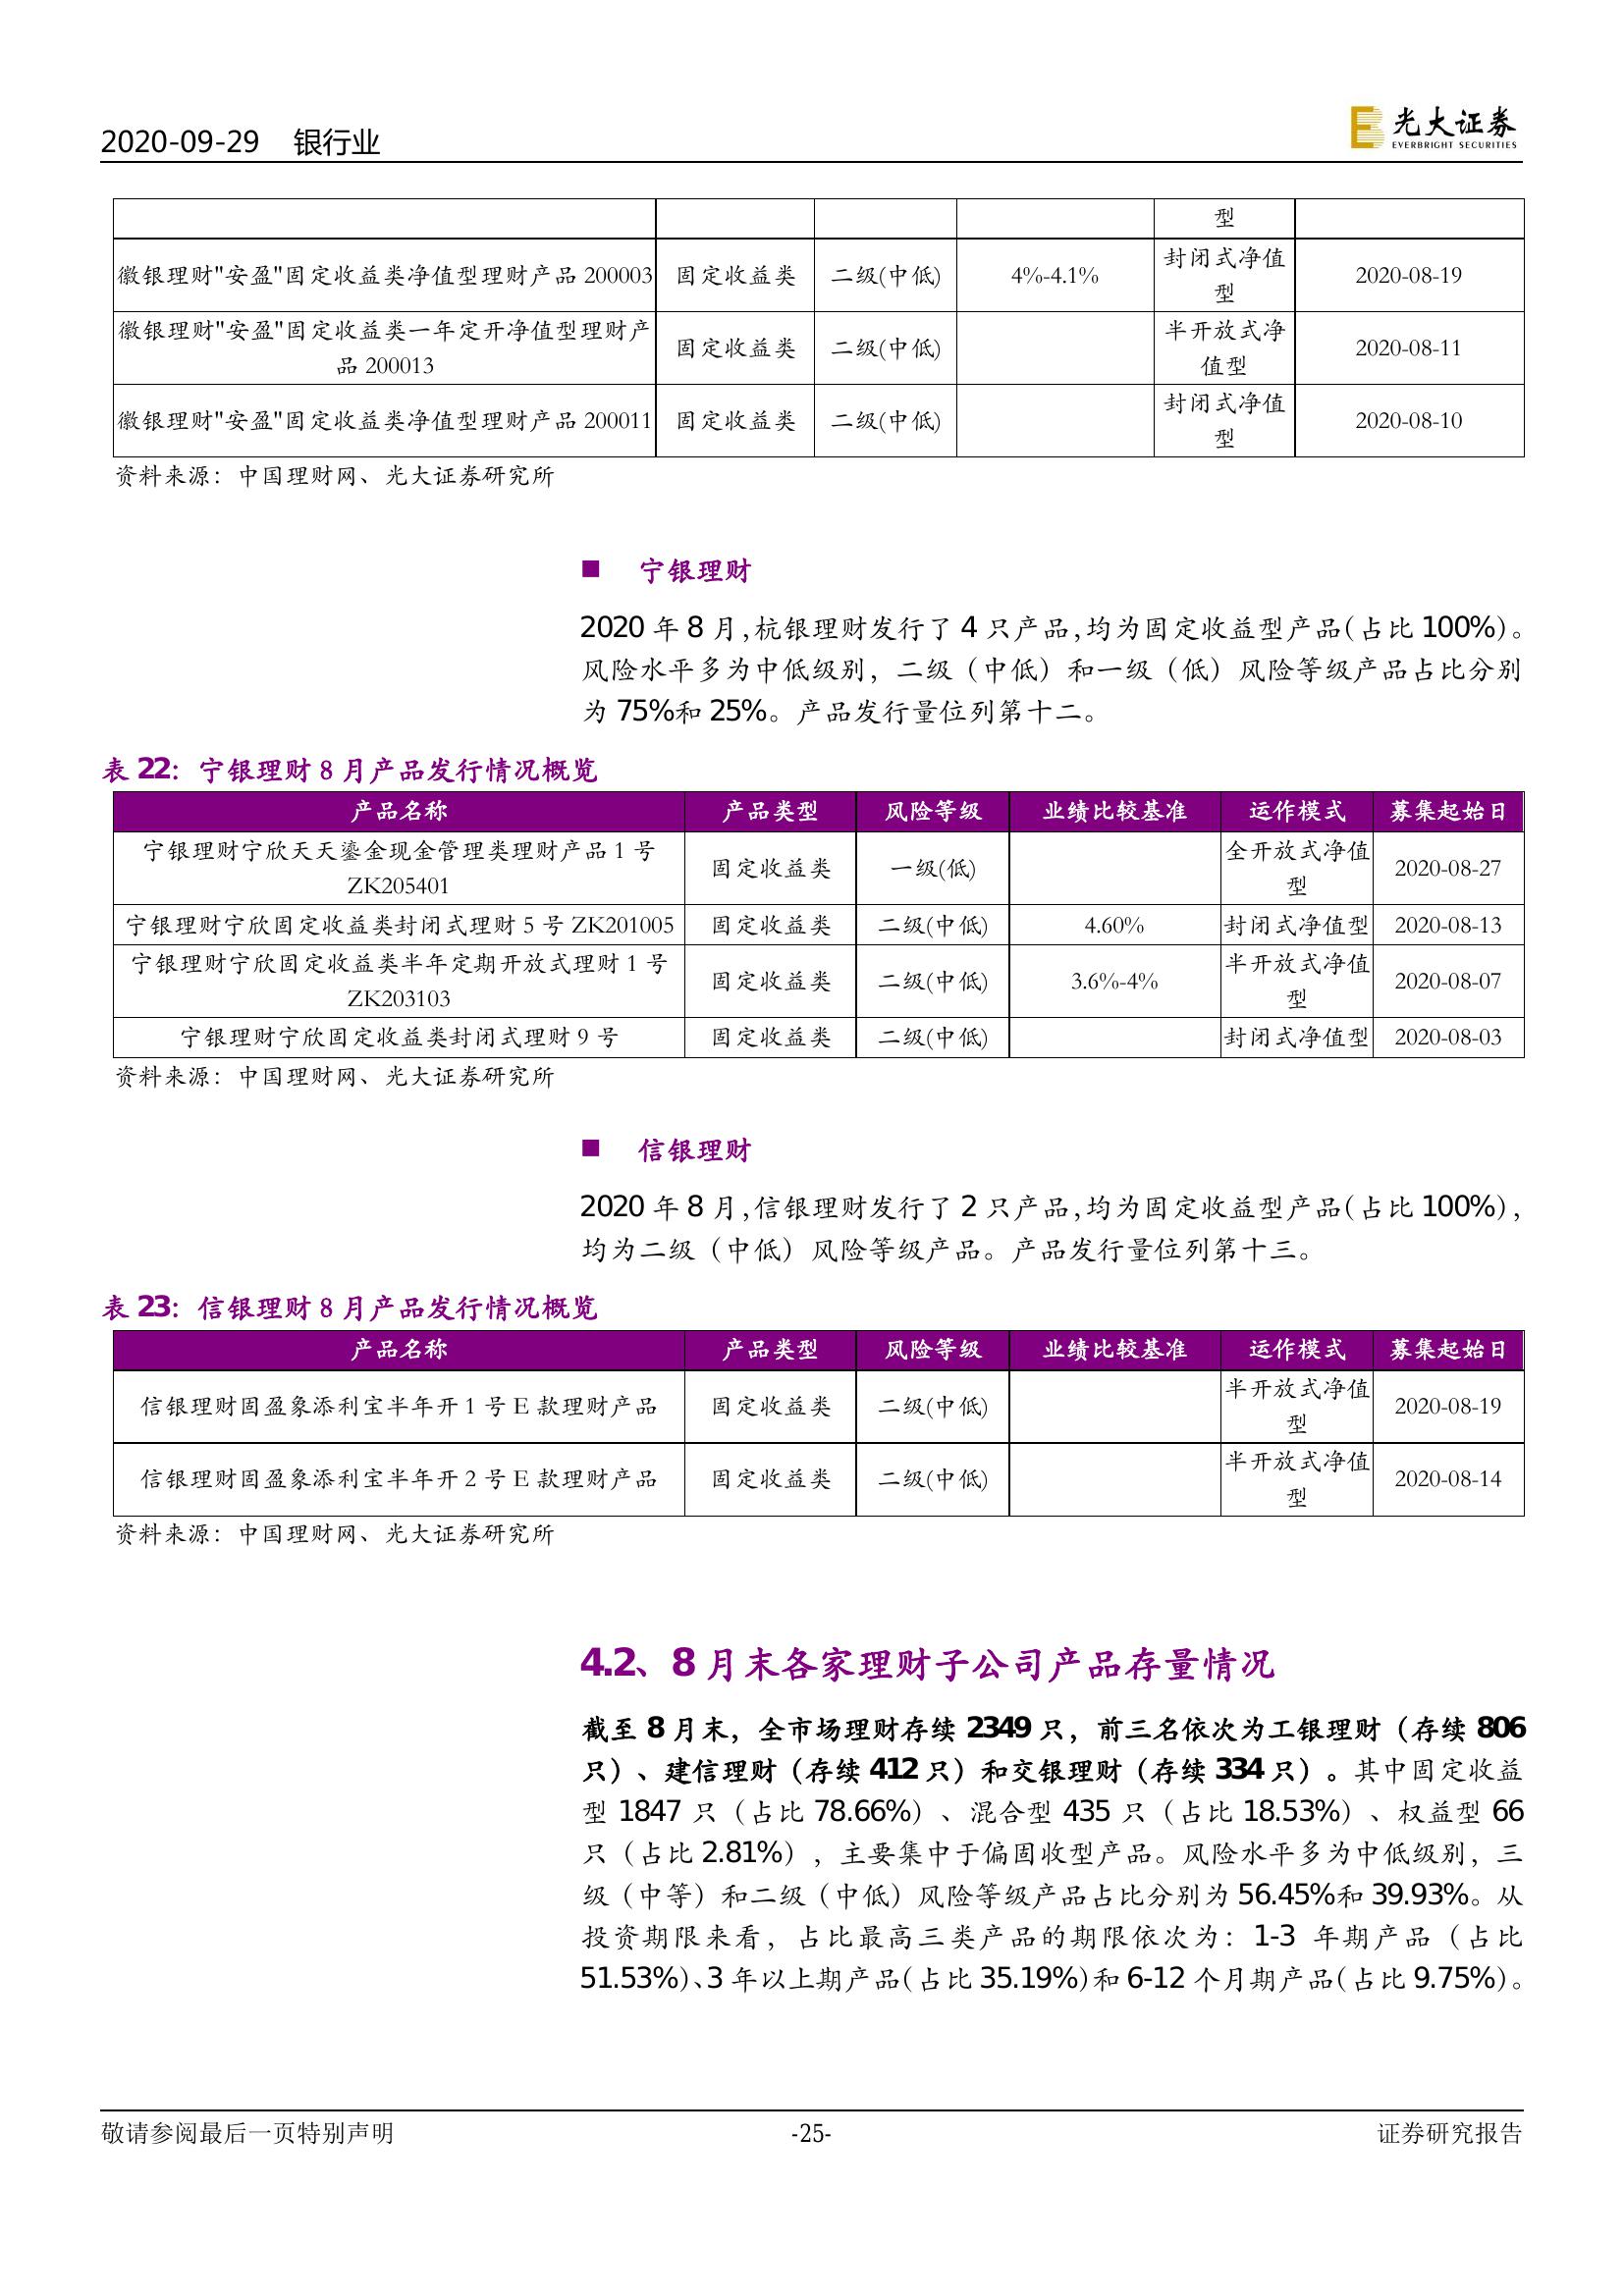 2020-09-29 银行业
光大证券
EVERBRIGHT SECURITIES
型
徽银理财"安盈"固定收益类净值型理财产品 200003 固定收益类 二级(中低) 4%-4.1% 封闭式净值
型 2020-08-19
徽银理财"安盈"固定收益类一年定开净值型理财产
品 200013 固定收益类 二级(中低) 半开放式净
值型 2020-08-11
徽银理财"安盈"固定收益类净值型理财产品 200011 固定收益类 二级(中低) 封闭式净值
型 2020-08-10
资料来源：中国理财网、光大证券研究所
■ 宁银理财
2020 年 8 月,杭银理财发行了 4 只产品,均为固定收益型产品(占比 100%)。
风险水平多为中低级别，二级（中低）和一级（低）风险等级产品占比分别
为 75%和 25%。产品发行量位列第十二。
表 22：宁银理财 8 月产品发行情况概览
产品名称 产品类型 风险等级 业绩比较基准 运作模式 募集起始日
宁银理财宁欣天天鎏金现金管理类理财产品 1 号
ZK205401 固定收益类 一级(低) 全开放式净值
型 2020-08-27
宁银理财宁欣固定收益类封闭式理财 5 号 ZK201005 固定收益类 二级(中低) 4.60% 封闭式净值型 2020-08-13
宁银理财宁欣固定收益类半年定期开放式理财 1 号
ZK203103 固定收益类 二级(中低) 3.6%-4% 半开放式净值
型 2020-08-07
宁银理财宁欣固定收益类封闭式理财 9 号 固定收益类 二级(中低) 封闭式净值型 2020-08-03
资料来源：中国理财网、光大证券研究所
■ 信银理财
2020 年 8 月,信银理财发行了 2 只产品,均为固定收益型产品(占比 100%),
均为二级（中低）风险等级产品。产品发行量位列第十三。
表 23：信银理财 8 月产品发行情况概览
产品名称 产品类型 风险等级 业绩比较基准 运作模式 募集起始日
信银理财固盈象添利宝半年开 1 号 E 款理财产品 固定收益类 二级(中低) 半开放式净值
型 2020-08-19
信银理财固盈象添利宝半年开 2 号 E 款理财产品 固定收益类 二级(中低) 半开放式净值
型 2020-08-14
资料来源：中国理财网、光大证券研究所
4.2、8 月末各家理财子公司产品存量情况
截至 8 月末，全市场理财存续 2349 只，前三名依次为工银理财（存续 806
只）、建信理财（存续 412 只）和交银理财（存续 334 只）。其中固定收益
型 1847 只（占比 78.66%）、混合型 435 只（占比 18.53%）、权益型 66
只（占比 2.81%），主要集中于偏固收型产品。风险水平多为中低级别，三
级（中等）和二级（中低）风险等级产品占比分别为 56.45%和 39.93%。从
投资期限来看，占比最高三类产品的期限依次为：1-3 年期产品（占比
51.53%)、3 年以上期产品(占比 35.19%)和 6-12 个月期产品(占比 9.75%)。
敬请参阅最后一页特别声明 -25- 证券研究报告